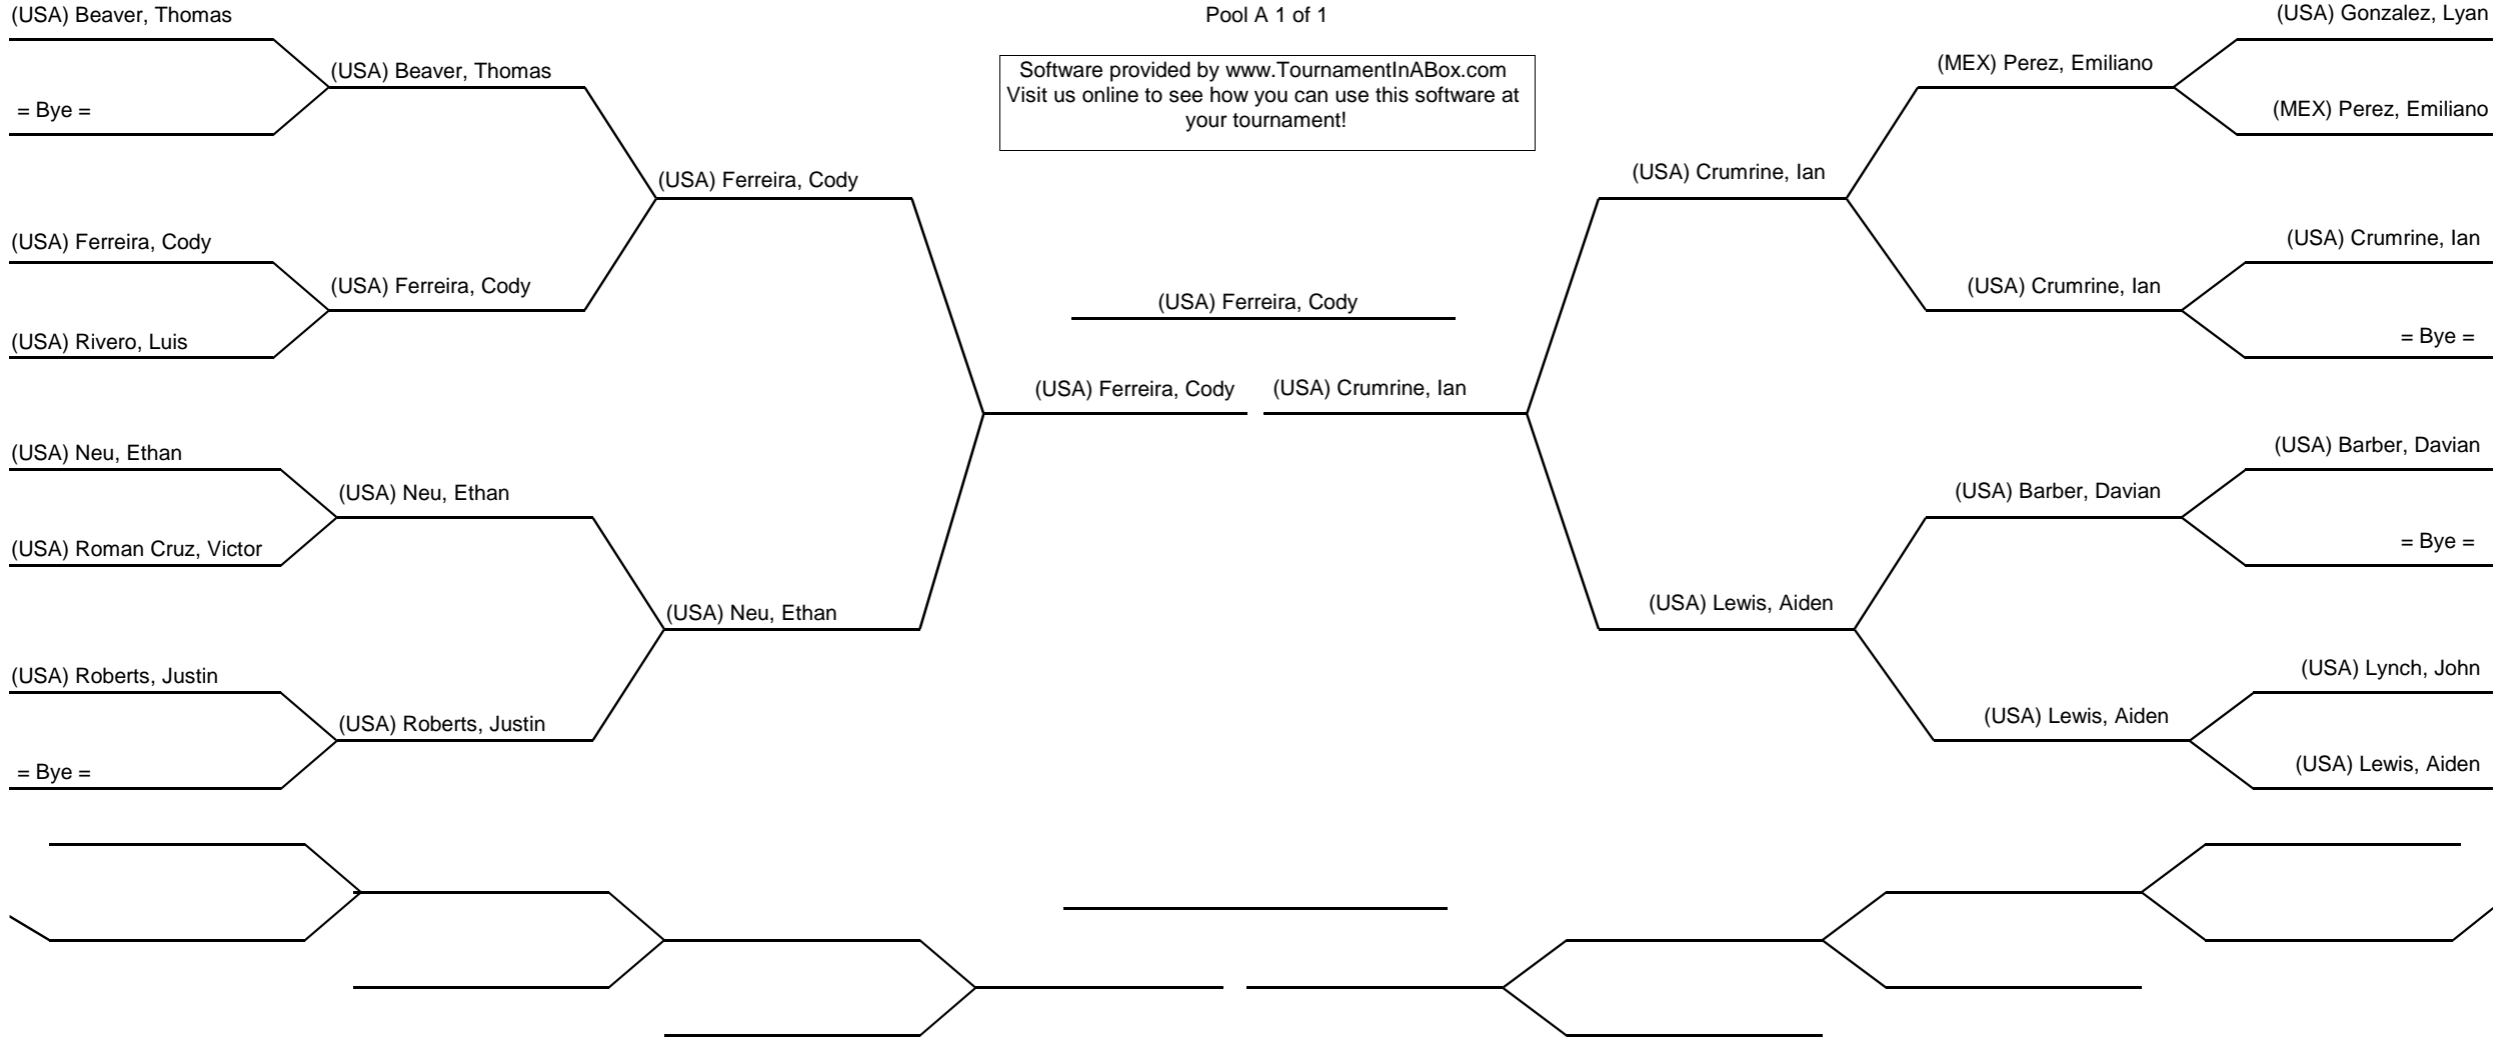 (USA) Beaver, Thomas
Pool A 1 of 1
(USA) Gonzalez, Lyan
(USA) Beaver, Thomas
Software provided by www.TournamentInABox.com
Visit us online to see how you can use this software at
your tournament!
(MEX) Perez, Emiliano
= Bye =
(MEX) Perez, Emiliano
(USA) Ferreira, Cody
(USA) Crumrine, Ian
(USA) Ferreira, Cody
(USA) Crumrine, Ian
(USA) Ferreira, Cody
(USA) Ferreira, Cody
(USA) Crumrine, Ian
(USA) Rivero, Luis
= Bye =
(USA) Ferreira, Cody
(USA) Crumrine, Ian
(USA) Neu, Ethan
(USA) Barber, Davian
(USA) Neu, Ethan
(USA) Barber, Davian
(USA) Roman Cruz, Victor
= Bye =
(USA) Neu, Ethan
(USA) Lewis, Aiden
(USA) Roberts, Justin
(USA) Lynch, John
(USA) Roberts, Justin
(USA) Lewis, Aiden
= Bye =
(USA) Lewis, Aiden